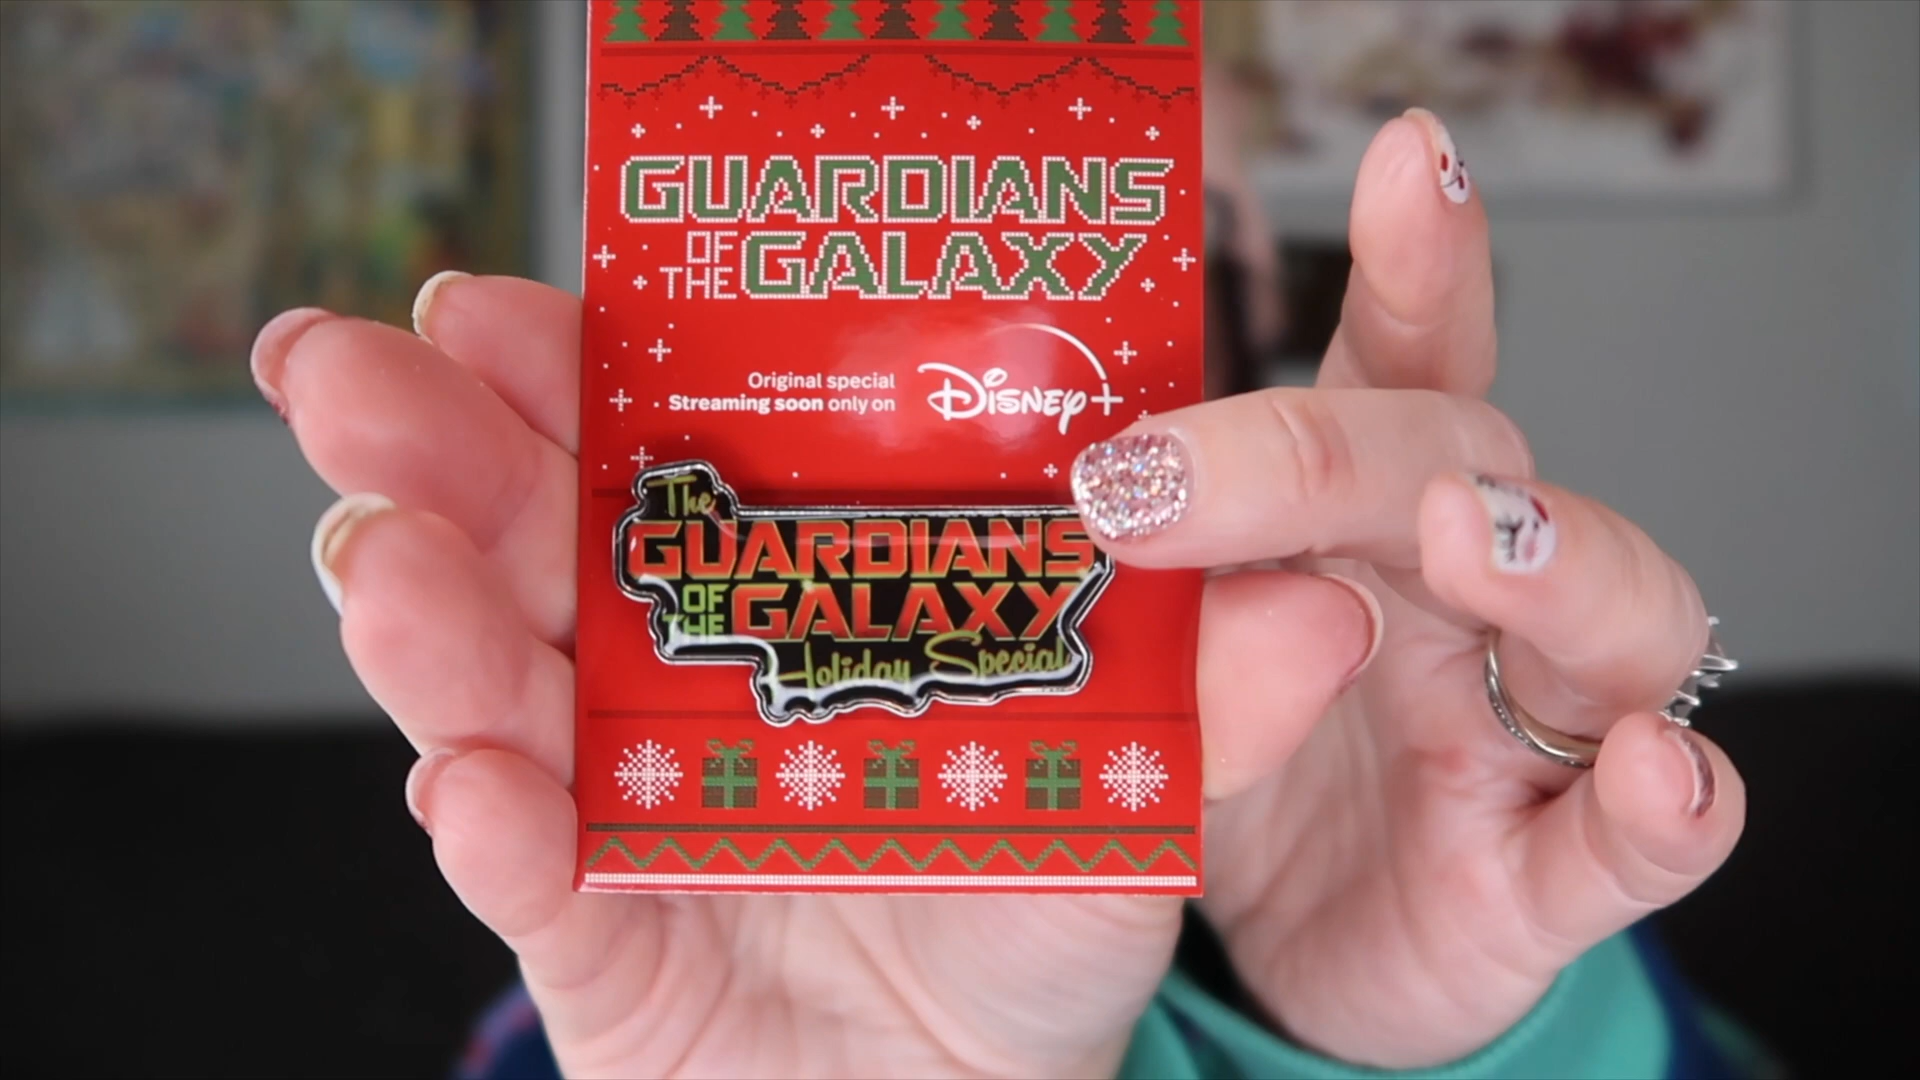 GUARDIANS
OF
THE GALAXY
Original special
Streaming soon only on Disney+
The
GUARDIANS
OF
THE GALAXY
Holiday Special